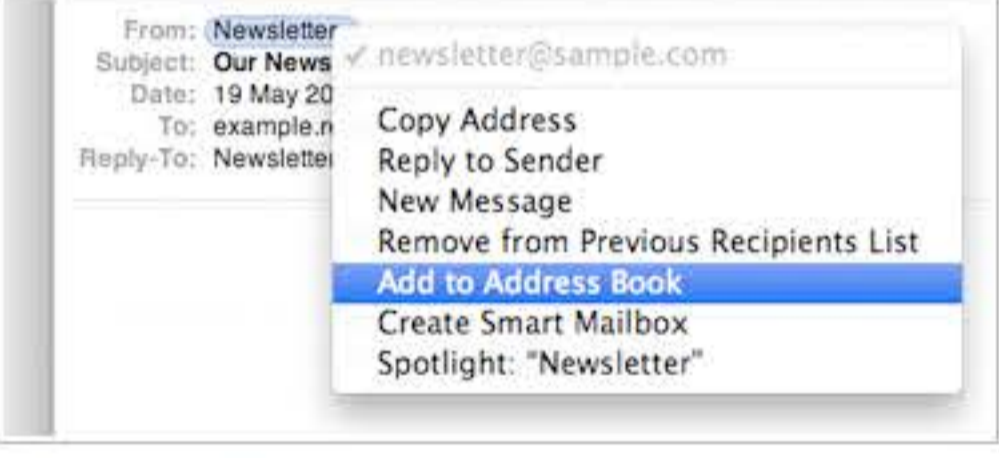 From: Newsletter
Subject: Our News
Date: 19 May 20
To: example.n
Reply-To: Newsletter
✓ newsletter@sample.com
Copy Address
Reply to Sender
New Message
Remove from Previous Recipients List
Add to Address Book
Create Smart Mailbox
Spotlight: "Newsletter"